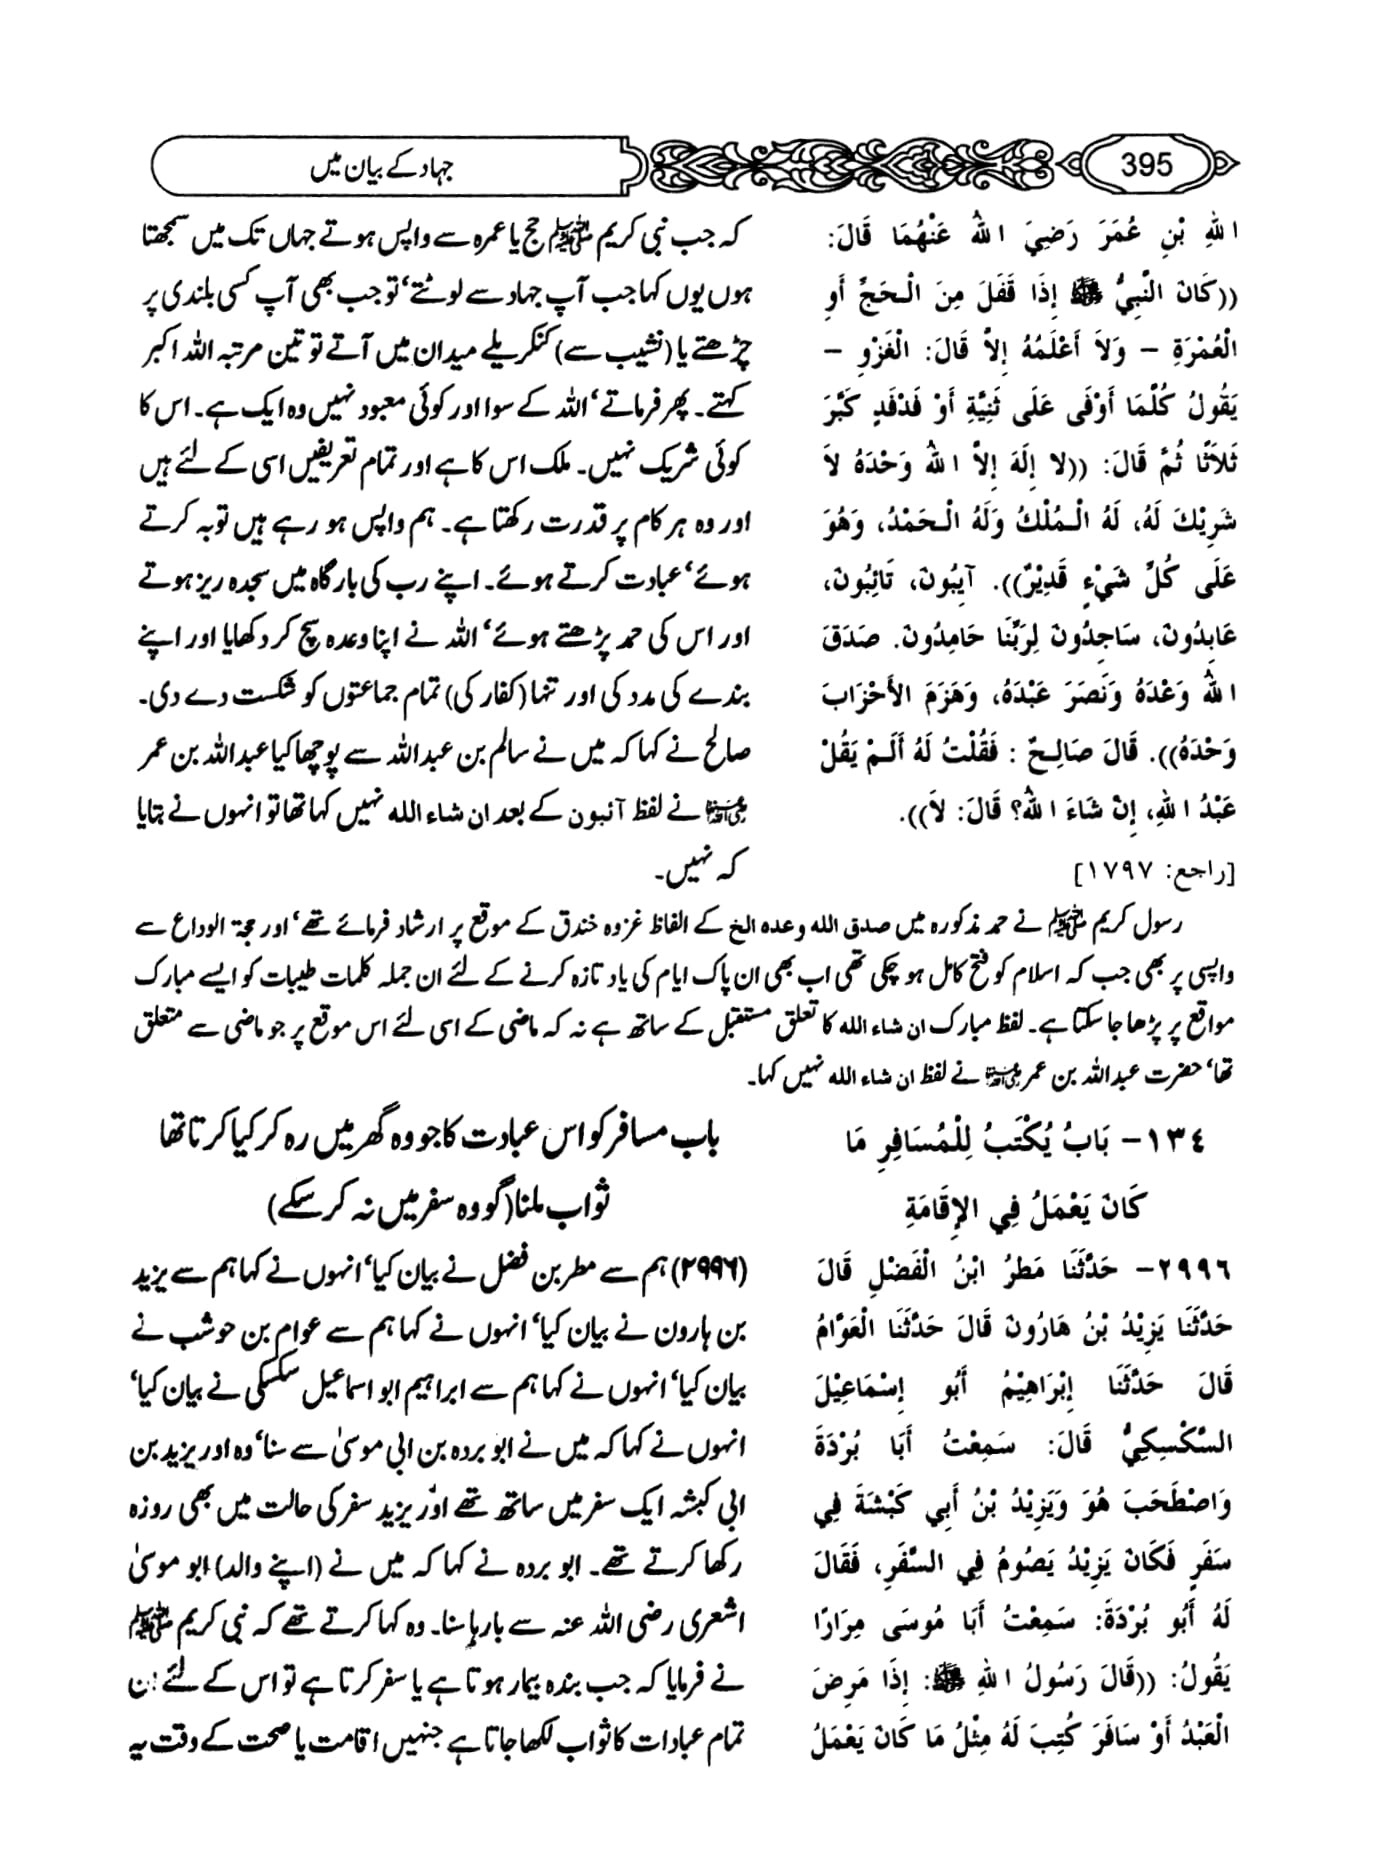 395
جہاد کے بیان میں
اللهِ بْنِ عُمَرَ رَضِيَ اللهُ عَنْهُمَا قَالَ:
((كَانَ النَّبِيُّ ﷺ إِذَا قَفَلَ مِنَ الْـحَجِّ أَوِ
الْعُمْرَةِ – وَلاَ أَعْلَمُهُ إِلاَّ قَالَ: الْغَزْوِ –
يَقُولُ كُلَّمَا أَوْفَى عَلَى ثَنِيَّةٍ أَوْ فَدْفَدٍ كَبَّرَ
ثَلاَثًا ثُمَّ قَالَ: ((لا إِلَهَ إِلاَّ اللهُ وَحْدَهُ لاَ
شَرِيْكَ لَهُ، لَهُ الْـمُلْكُ وَلَهُ الْـحَمْدُ، وَهُوَ
عَلَى كُلِّ شَيْءٍ قَدِيْرٌ)). آيِبُونَ، تَائِبُونَ،
عَابِدُونَ، سَاجِدُونَ لِرَبِّنَا حَامِدُونَ. صَدَقَ
اللهُ وَعْدَهُ وَنَصَرَ عَبْدَهُ، وَهَزَمَ الأَحْزَابَ
وَحْدَهُ)). قَالَ صَالِـحٌ : فَقُلْتُ لَهُ أَلَـمْ يَقُلْ
عَبْدُ اللهِ، إِنْ شَاءَ اللهُ؟ قَالَ: لاَ)).
[راجع: ١٧٩٧]
کہ جب نبی کریم ﷺ حج یا عمرہ سے واپس ہوتے جہاں تک میں سمجھتا
ہوں یوں کہا جب آپ جہاد سے لوٹتے‘ تو جب بھی آپ کسی بلندی پر
چڑھتے یا (نشیب سے) کنکریلے میدان میں آتے تو تین مرتبہ اللہ اکبر
کہتے۔ پھر فرماتے‘ اللہ کے سوا اور کوئی معبود نہیں وہ ایک ہے۔ اس کا
کوئی شریک نہیں۔ ملک اس کا ہے اور تمام تعریفیں اسی کے لئے ہیں
اور وہ ہر کام پر قدرت رکھتا ہے۔ ہم واپس ہو رہے ہیں توبہ کرتے
ہوئے‘ عبادت کرتے ہوئے۔ اپنے رب کی بارگاہ میں سجدہ ریز ہوتے
اور اس کی حمد پڑھتے ہوئے‘ اللہ نے اپنا وعدہ سچ کر دکھایا اور اپنے
بندے کی مدد کی اور تنہا (کفار کی) تمام جماعتوں کو شکست دے دی۔
صالح نے کہا کہ میں نے سالم بن عبداللہ سے پوچھا کیا عبداللہ بن عمر
رضی اللہ عنہما نے لفظ آئبون کے بعد ان شاء اللہ نہیں کہا تھا تو انہوں نے بتایا
کہ نہیں۔
رسول کریم ﷺ نے حمد مذکورہ میں صدق اللہ وعدہ الخ کے الفاظ غزوہ خندق کے موقع پر ارشاد فرمائے تھے‘ اور حجۃ الوداع سے
واپسی پر بھی جب کہ اسلام کو فتح کامل ہو چکی تھی اب بھی ان پاک ایام کی یاد تازہ کرنے کے لئے ان جملہ کلمات طیبات کو ایسے مبارک
مواقع پر پڑھا جا سکتا ہے۔ لفظ مبارک ان شاء اللہ کا تعلق مستقبل کے ساتھ ہے نہ کہ ماضی کے اسی لئے اس موقع پر جو ماضی سے متعلق
تھا‘ حضرت عبداللہ بن عمر رضی اللہ عنہما نے لفظ ان شاء اللہ نہیں کہا۔
١٣٤– بَابُ يُكْتَبُ لِلْمُسَافِرِ مَا
كَانَ يَعْمَلُ فِي الإِقَامَةِ
باب مسافر کو اس عبادت کا جو وہ گھر میں رہ کر کیا کرتا تھا
ثواب ملنا (گو وہ سفر میں نہ کر سکے)
٢٩٩٦– حَدَّثَنَا مَطَرُ ابْنُ الْفَضْلِ قَالَ
حَدَّثَنَا يَزِيْدُ بْنُ هَارُونَ قَالَ حَدَّثَنَا الْعَوَّامُ
قَالَ حَدَّثَنَا إِبْرَاهِيْمُ أَبُو إِسْمَاعِيْلَ
السَّكْسِكِيُّ قَالَ: سَمِعْتُ أَبَا بُرْدَةَ
وَاصْطَحَبَ هُوَ وَيَزِيْدُ بْنُ أَبِي كَبْشَةَ فِي
سَفَرٍ فَكَانَ يَزِيْدُ يَصُومُ فِي السَّفَرِ، فَقَالَ
لَهُ أَبُو بُرْدَةَ: سَمِعْتُ أَبَا مُوسَى مِرَارًا
يَقُولُ: ((قَالَ رَسُولُ اللهِ ﷺ: إِذَا مَرِضَ
الْعَبْدُ أَوْ سَافَرَ كُتِبَ لَهُ مِثْلُ مَا كَانَ يَعْمَلُ
(۲۹۹۶) ہم سے مطر بن فضل نے بیان کیا‘ انہوں نے کہا ہم سے یزید
بن ہارون نے بیان کیا‘ انہوں نے کہا ہم سے عوام بن حوشب نے
بیان کیا‘ انہوں نے کہا ہم سے ابراہیم ابو اسماعیل سکسکی نے بیان کیا‘
انہوں نے کہا کہ میں نے ابو بردہ بن ابی موسیٰ سے سنا‘ وہ اور یزید بن
ابی کبشہ ایک سفر میں ساتھ تھے اور یزید سفر کی حالت میں بھی روزہ
رکھا کرتے تھے۔ ابو بردہ نے کہا کہ میں نے (اپنے والد) ابو موسیٰ
اشعری رضی اللہ عنہ سے بارہا سنا۔ وہ کہا کرتے تھے کہ نبی کریم ﷺ
نے فرمایا کہ جب بندہ بیمار ہوتا ہے یا سفر کرتا ہے تو اس کے لئے ان
تمام عبادات کا ثواب لکھا جاتا ہے جنہیں اقامت یا صحت کے وقت یہ